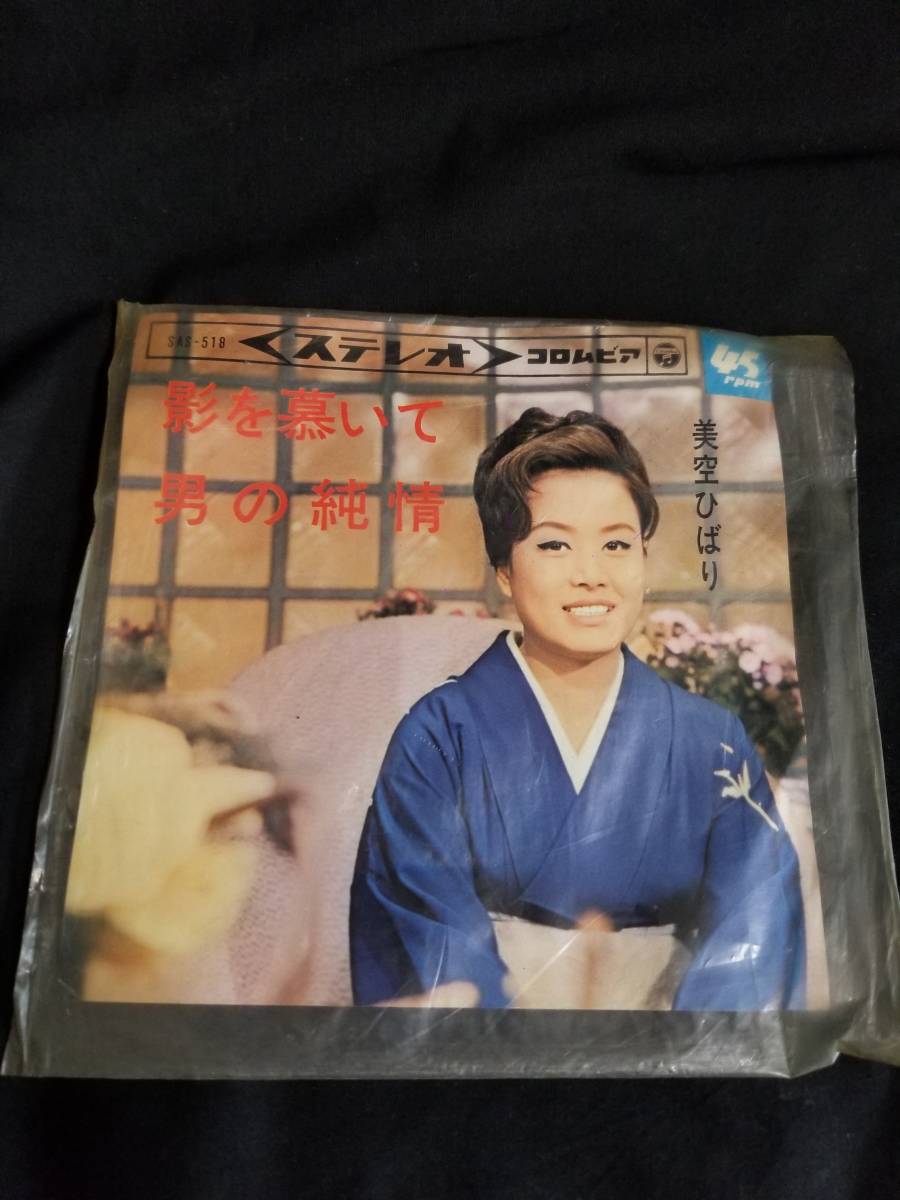 SAS-518 <ステレオ> コロムビア
45 rpm
影を慕いて
男の純情
美空ひばり